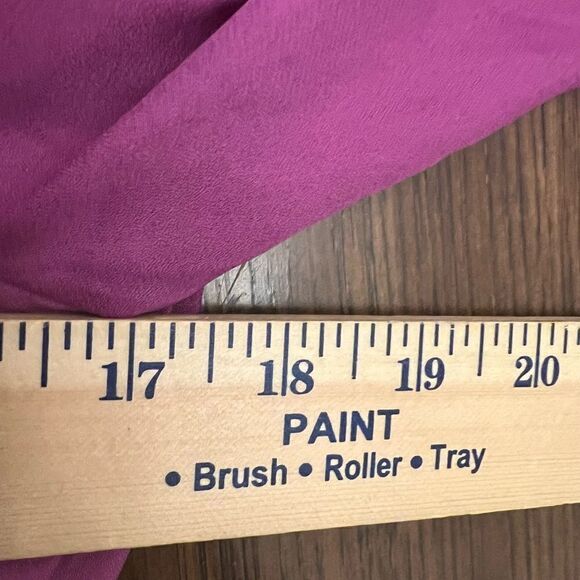 17 18 19 20
PAINT
• Brush • Roller • Tray